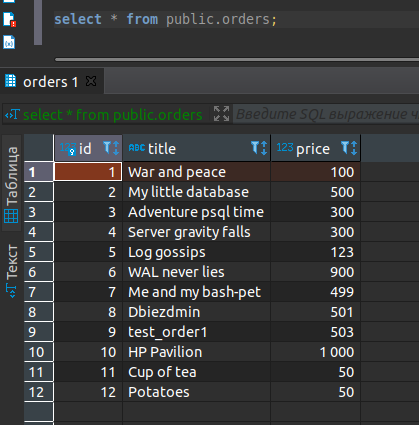 select * from public.orders;
orders 1
select * from public.orders Введите SQL выражение ч
Таблица
Текст
id ABC title 123 price
1 1 War and peace 100
2 2 My little database 500
3 3 Adventure psql time 300
4 4 Server gravity falls 300
5 5 Log gossips 123
6 6 WAL never lies 900
7 7 Me and my bash-pet 499
8 8 Dbiezdmin 501
9 9 test_order1 503
10 10 HP Pavilion 1 000
11 11 Cup of tea 50
12 12 Potatoes 50